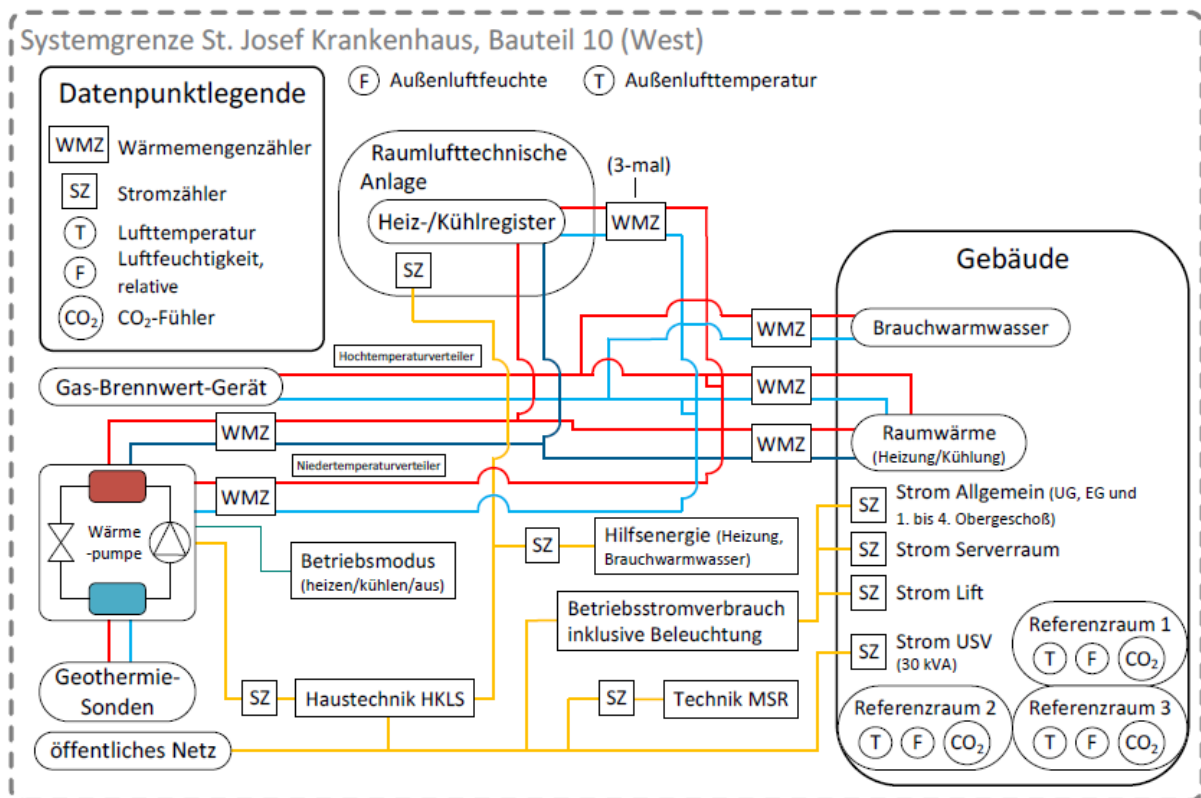 Systemgrenze St. Josef Krankenhaus, Bauteil 10 (West)
Datenpunktlegende
WMZ Wärmemengenzähler
SZ Stromzähler
T Lufttemperatur
F Luftfeuchtigkeit,
relative
CO₂ CO₂-Fühler
F Außenluftfeuchte
T Außenlufttemperatur
Raumlufttechnische
Anlage
Heiz-/Kühlregister
SZ
(3-mal)
WMZ
Gebäude
WMZ
Brauchwarmwasser
Hochtemperaturverteiler
Gas-Brennwert-Gerät
WMZ
WMZ
WMZ
Raumwärme
(Heizung/Kühlung)
Niedertemperaturverteiler
WMZ
Wärme
-pumpe
Betriebsmodus
(heizen/kühlen/aus)
SZ
Hilfsenergie (Heizung,
Brauchwarmwasser)
SZ
Strom Allgemein (UG, EG und
1. bis 4. Obergeschoß)
SZ
Strom Serverraum
SZ
Strom Lift
Betriebsstromverbrauch
inklusive Beleuchtung
SZ
Strom USV
(30 kVA)
Referenzraum 1
T F CO₂
Geothermie-
Sonden
SZ
Haustechnik HKLS
SZ
Technik MSR
Referenzraum 2
T F CO₂
Referenzraum 3
T F CO₂
öffentliches Netz